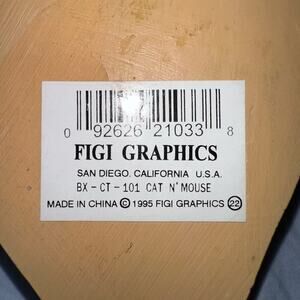 0 92626 21033 8
FIGI GRAPHICS
SAN DIEGO, CALIFORNIA U.S.A.
BX - CT - 101 CAT N' MOUSE
MADE IN CHINA © 1995 FIGI GRAPHICS 22